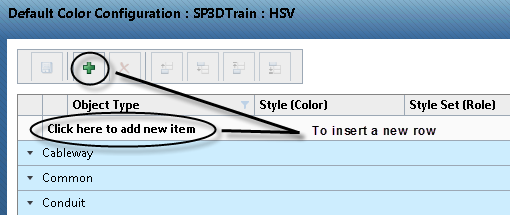 Default Color Configuration : SP3DTrain : HSV
Object Type Style (Color) Style Set (Role)
Click here to add new item To insert a new row
Cableway
Common
Conduit